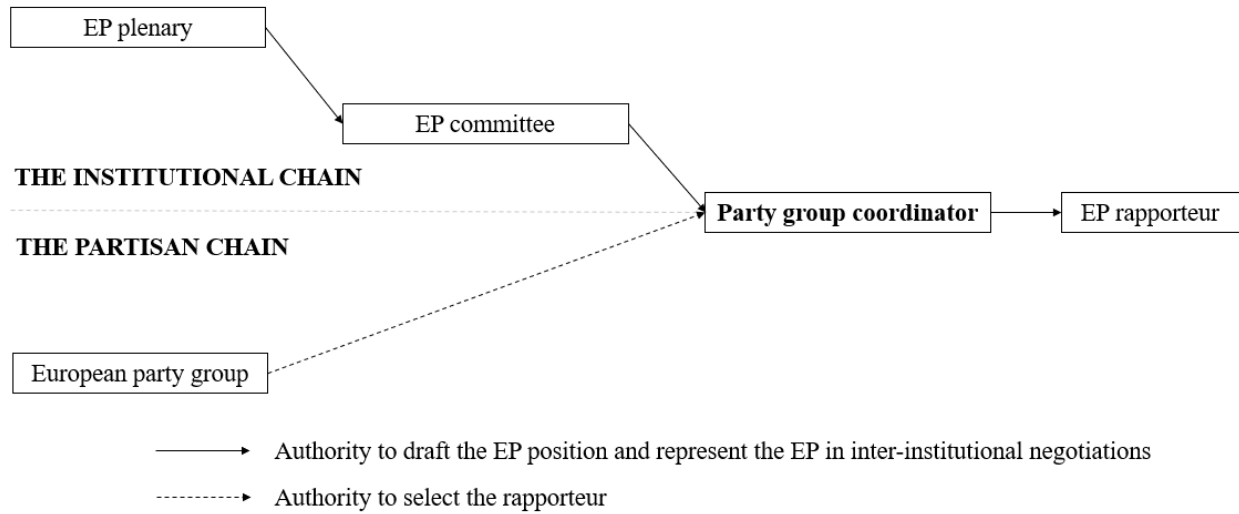 EP plenary
EP committee
THE INSTITUTIONAL CHAIN
Party group coordinator
EP rapporteur
THE PARTISAN CHAIN
European party group
Authority to draft the EP position and represent the EP in inter-institutional negotiations
Authority to select the rapporteur